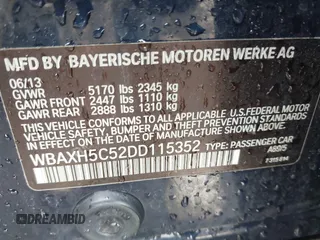 MFD BY BAYERISCHE MOTOREN WERKE AG
06/13
GVWR 5170 lbs 2345 kg
GAWR FRONT 2447 lbs 1110 kg
GAWR REAR 2888 lbs 1310 kg
THIS VEHICLE CONFORMS TO ALL APPLICABLE U.S.FEDERAL MOTOR
VEHICLE SAFETY, BUMPER, AND THEFT PREVENTION STANDARDS
IN EFFECT ON THE DATE OF MANUFACTURE SHOWN ABOVE.
WBAXH5C52DD115352 TYPE: PASSENGER CAR
A89/5
DREAMBID